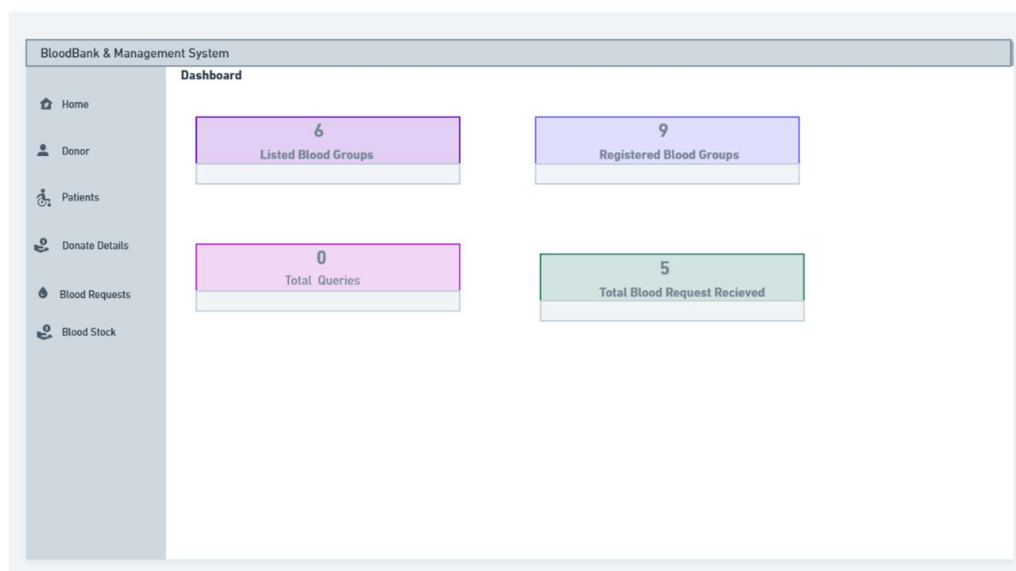 BloodBank & Management System
Dashboard
Home
Donor
Patients
Donate Details
Blood Requests
Blood Stock
6
Listed Blood Groups
9
Registered Blood Groups
0
Total Queries
5
Total Blood Request Recieved